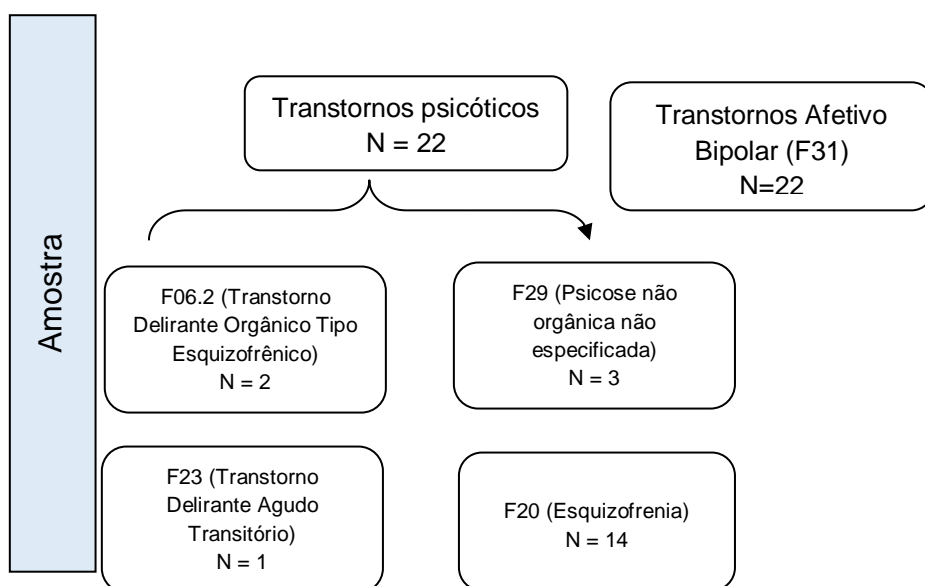 Amostra
Transtornos psicóticos
N = 22
Transtornos Afetivo
Bipolar (F31)
N=22
F06.2 (Transtorno
Delirante Orgânico Tipo
Esquizofrênico)
N = 2
F29 (Psicose não
orgânica não
especificada)
N = 3
F23 (Transtorno
Delirante Agudo
Transitório)
N = 1
F20 (Esquizofrenia)
N = 14